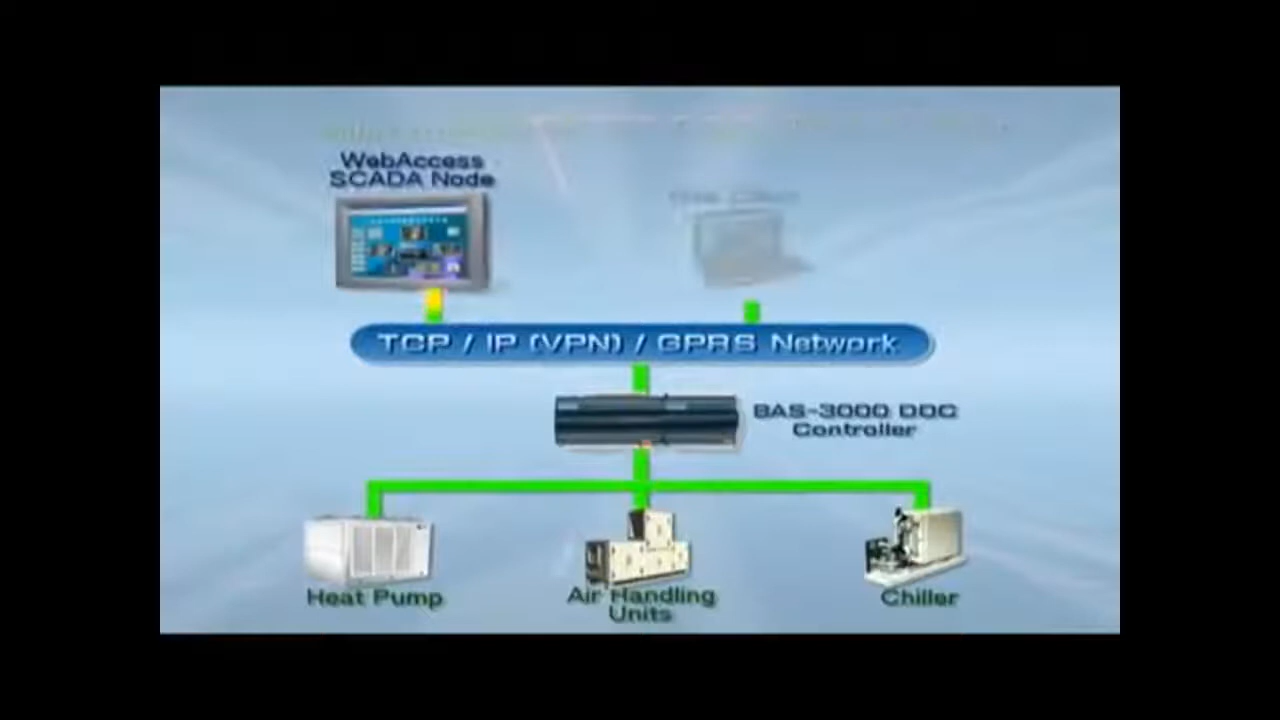 WebAccess
SCADA Node
TCP / IP (VPN) / GPRS Network
BAS-3000 DDC
Controller
Heat Pump
Air Handling
Units
Chiller